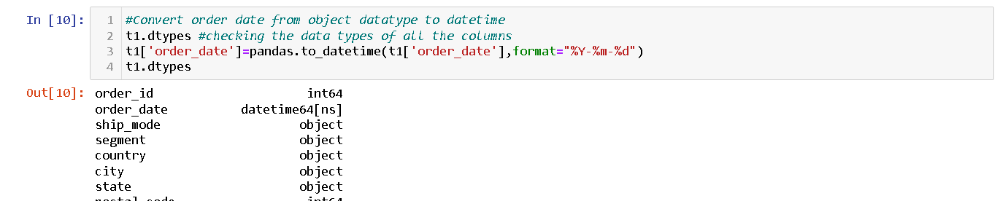 In [10]:
1 #Convert order date from object datatype to datetime
2 t1.dtypes #checking the data types of all the columns
3 t1['order_date']=pandas.to_datetime(t1['order_date'],format="%Y-%m-%d")
4 t1.dtypes
Out[10]: order_id int64
order_date datetime64[ns]
ship_mode object
segment object
country object
city object
state object
postal_code int64